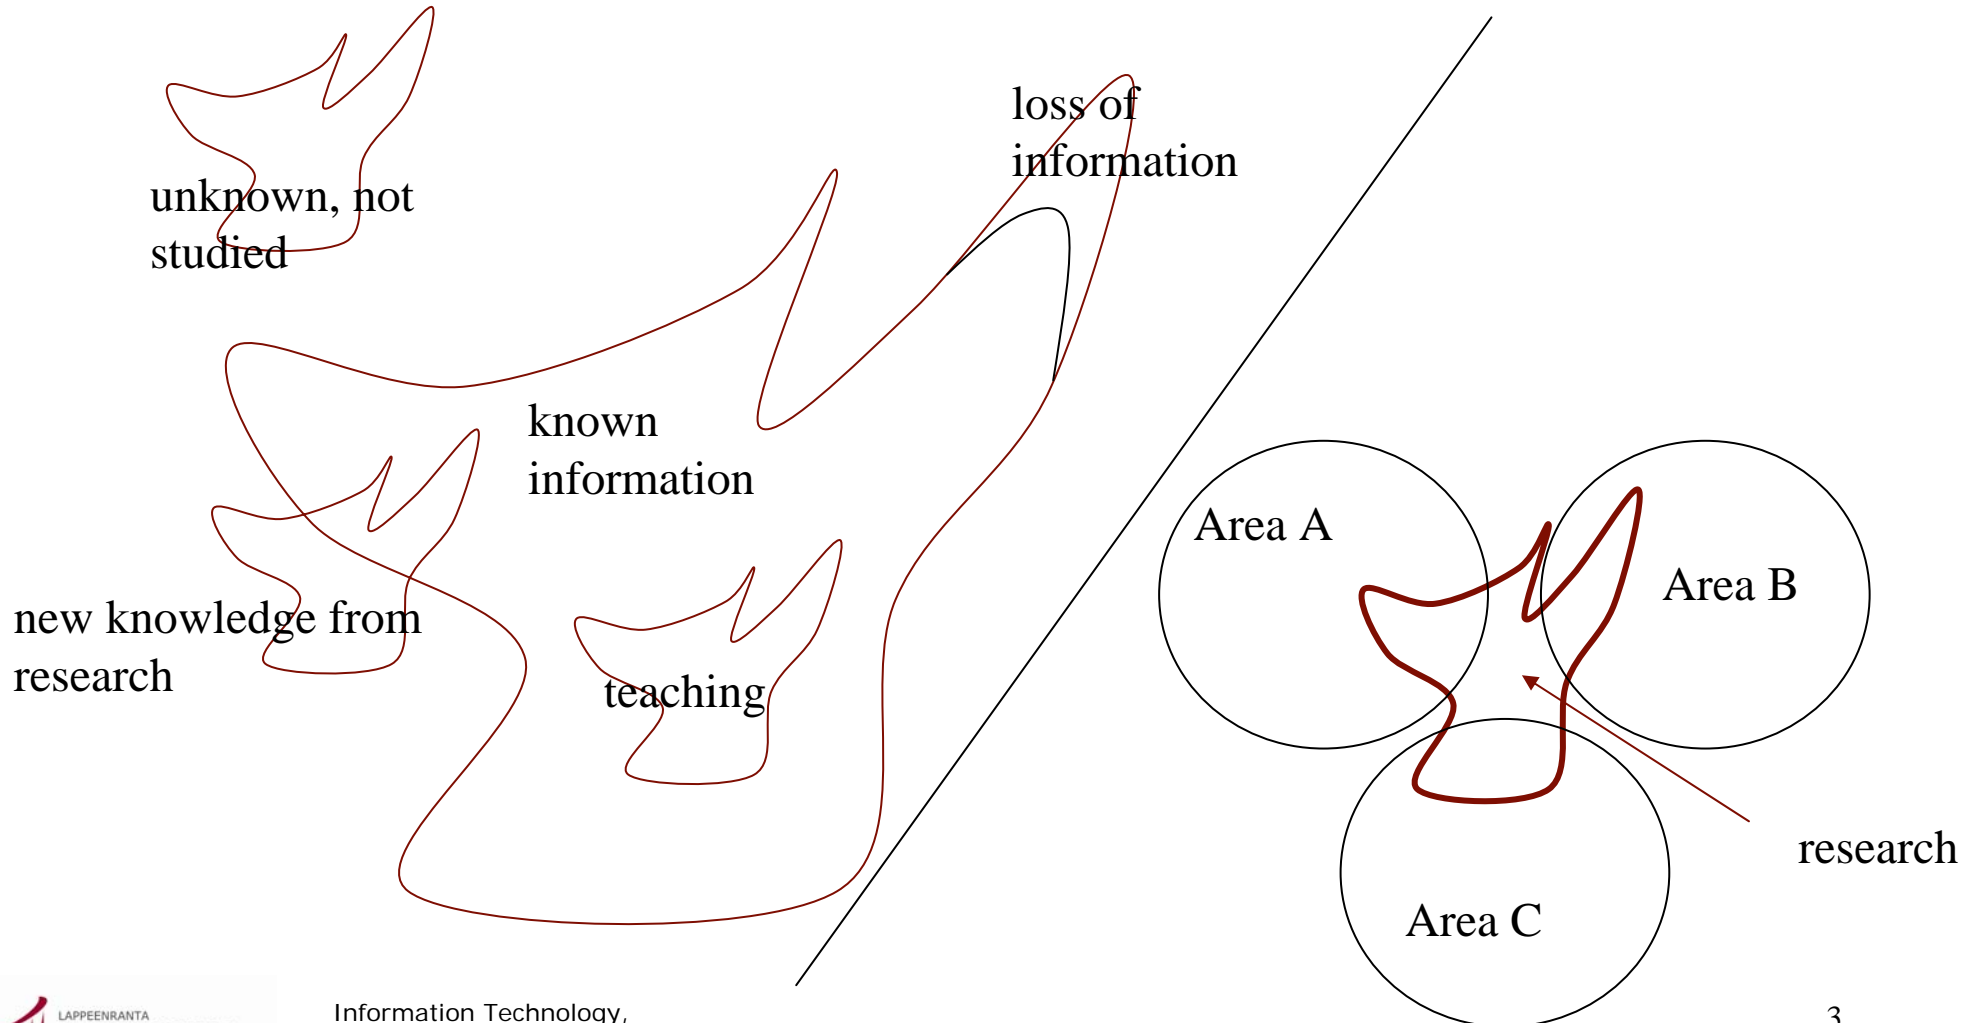 unknown, not
studied
loss of
information
known
information
new knowledge from
research
teaching
Area A
Area B
Area C
research
LAPPEENRANTA
Information Technology,
3